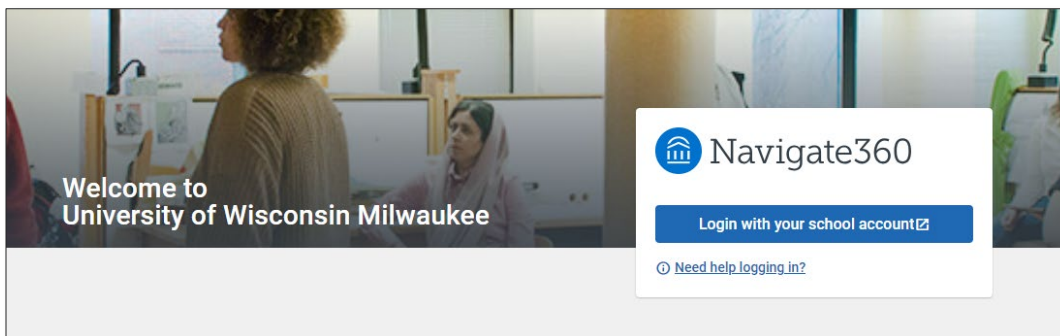 Welcome to
University of Wisconsin Milwaukee
Navigate360
Login with your school account
Need help logging in?